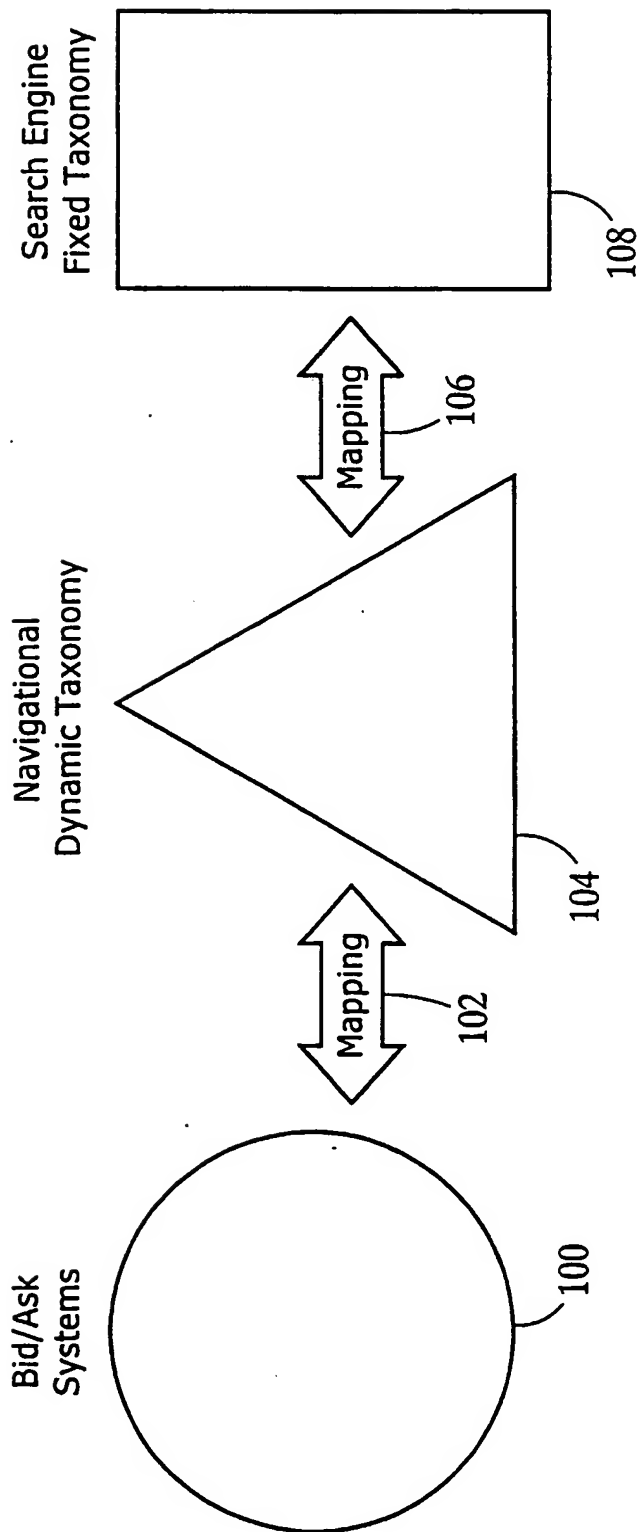 Bid/Ask
Systems
100
Mapping
102
Navigational
Dynamic Taxonomy
104
Mapping
106
Search Engine
Fixed Taxonomy
108